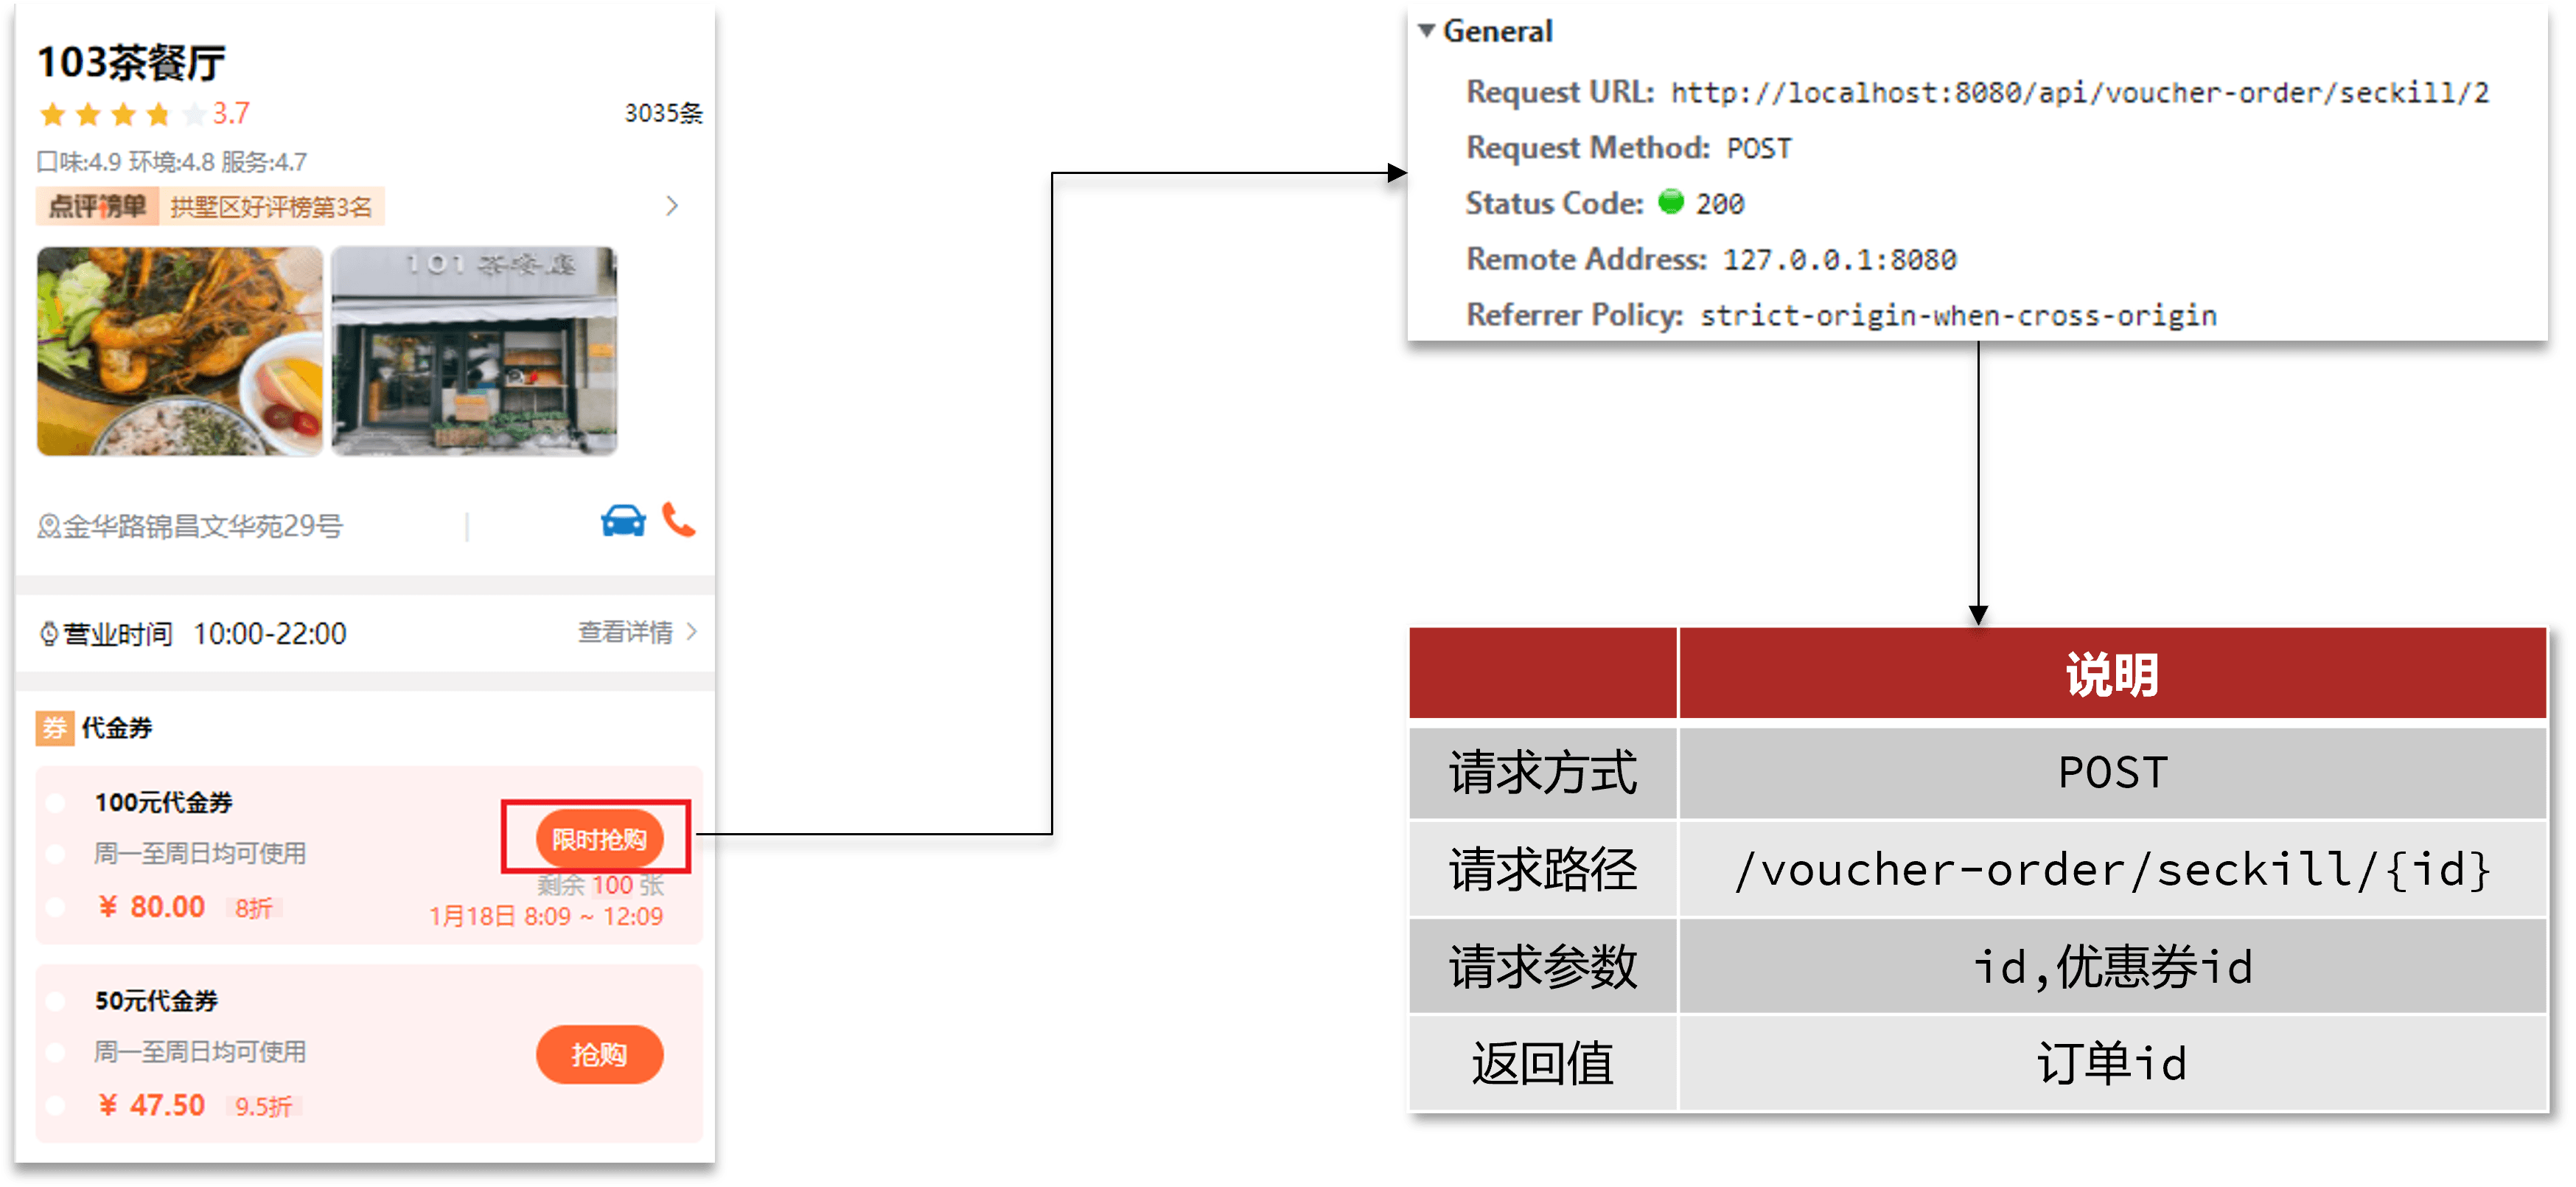 103茶餐厅
3.7
3035条
口味:4.9 环境:4.8 服务:4.7
点评榜单 拱墅区好评榜第3名
101 茶餐廳
金华路锦昌文华苑29号
营业时间 10:00-22:00 查看详情
券 代金券
100元代金券
限时抢购
周一至周日均可使用
剩余 100 张
¥ 80.00 8折
1月18日 8:09 ~ 12:09
50元代金券
周一至周日均可使用
抢购
¥ 47.50 9.5折
General
Request URL: http://localhost:8080/api/voucher-order/seckill/2
Request Method: POST
Status Code: 200
Remote Address: 127.0.0.1:8080
Referrer Policy: strict-origin-when-cross-origin
说明
请求方式 POST
请求路径 /voucher-order/seckill/{id}
请求参数 id,优惠券id
返回值 订单id